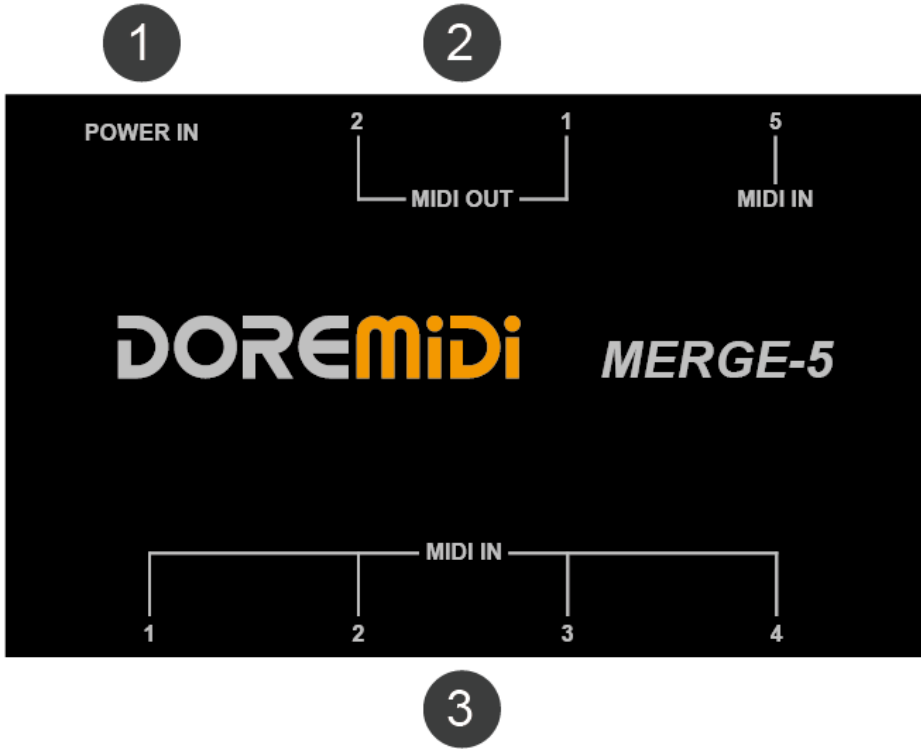 1 2
POWER IN 2 1 5
MIDI OUT MIDI IN
DOREMiDi MERGE-5
MIDI IN
1 2 3 4
3